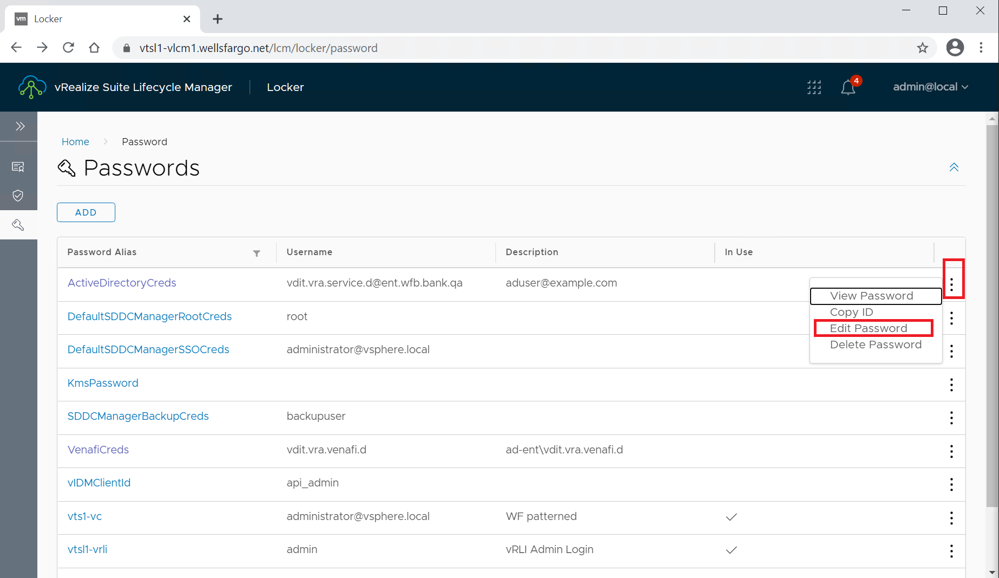 vm Locker
vtsl1-vlcm1.wellsfargo.net/lcm/locker/password
vRealize Suite Lifecycle Manager Locker 4 admin@local
Home Password
Passwords
ADD
Password Alias Username Description In Use
ActiveDirectoryCreds vdit.vra.service.d@ent.wfb.bank.qa aduser@example.com
View Password
Copy ID
DefaultSDDCManagerRootCreds root
Edit Password
Delete Password
DefaultSDDCManagerSSOCreds administrator@vsphere.local
KmsPassword
SDDCManagerBackupCreds backupuser
VenafiCreds vdit.vra.venafi.d ad-ent\vdit.vra.venafi.d
vIDMClientId api_admin
vts1-vc administrator@vsphere.local WF patterned
vtsl1-vrli admin vRLI Admin Login